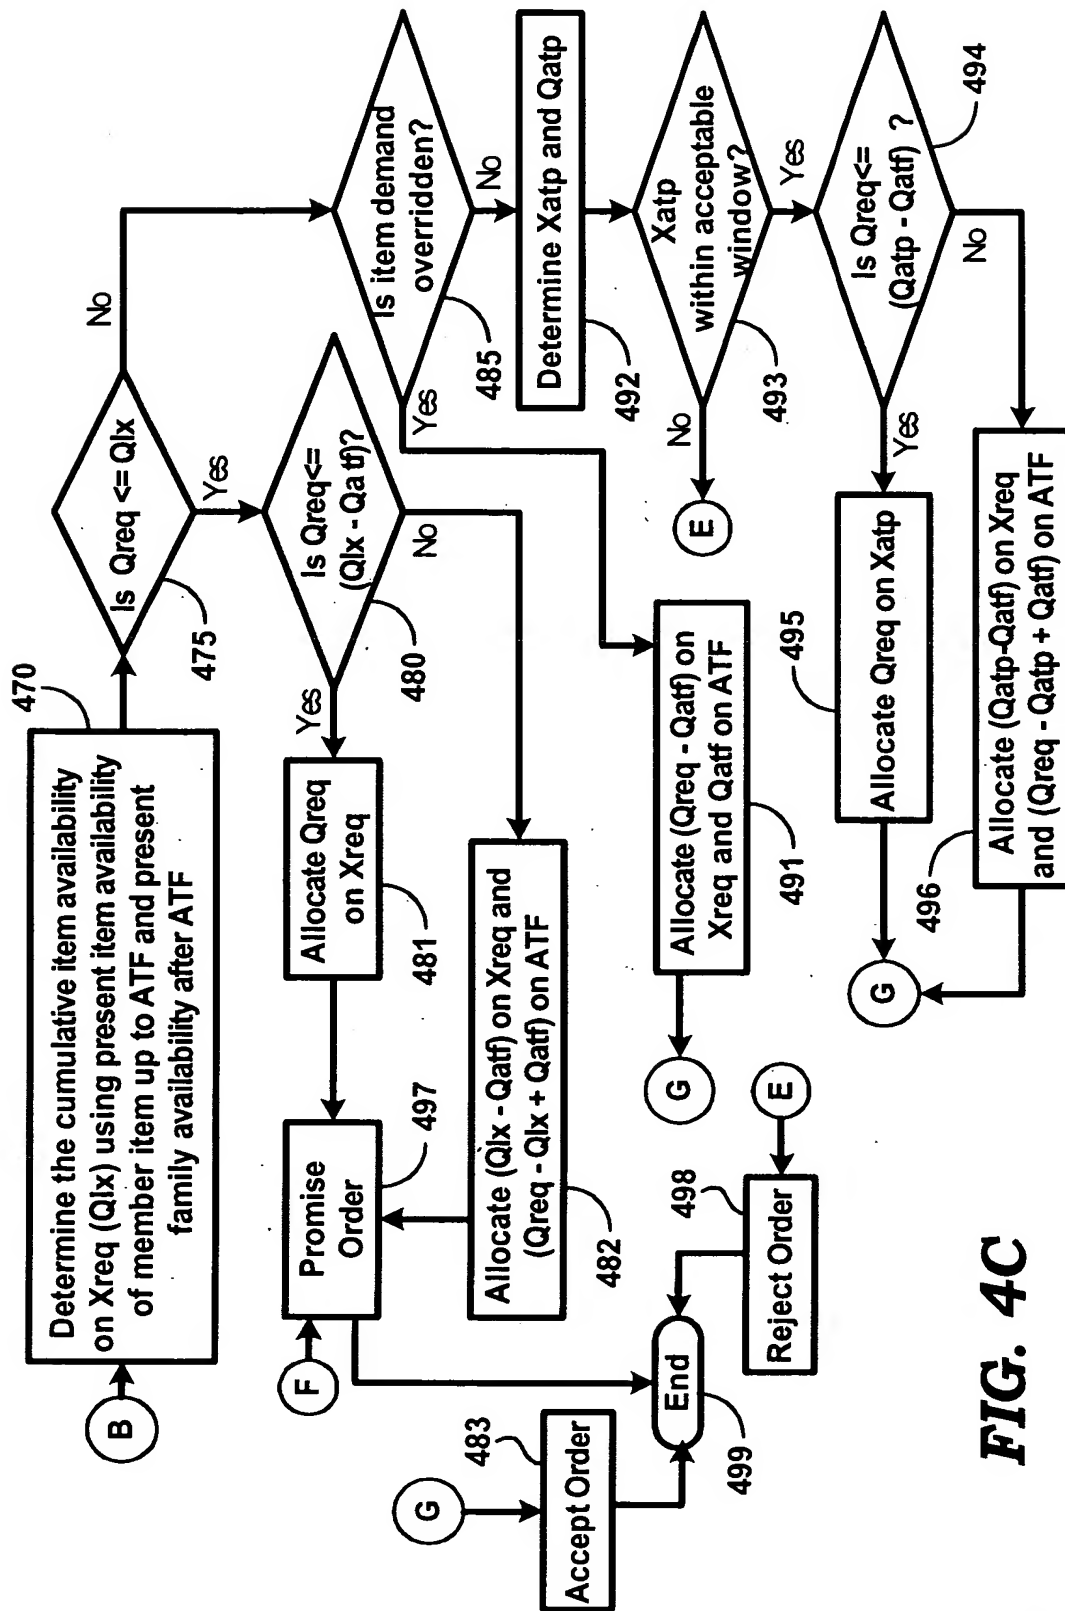 B
Determine the cumulative item availability
on Xreq (Qlx) using present item availability
of member item up to ATF and present
family availability after ATF
470
Is Qreq <= Qlx
475
No
Yes
F
Promise
Order
497
Allocate Qreq
on Xreq
481
Yes
Is Qreq<=
(Qlx - Qatf)?
480
No
Is item demand
overridden?
485
Yes
No
Allocate (Qlx - Qatf) on Xreq and
(Qreq - Qlx + Qatf) on ATF
482
Determine Xatp and Qatp
492
G
Accept Order
483
End
499
Reject Order
498
E
G
Allocate (Qreq - Qatf) on
Xreq and Qatf on ATF
491
E
No
Xatp
within acceptable
window?
493
Yes
G
Allocate Qreq on Xatp
495
Yes
Is Qreq<=
(Qatp - Qatf) ?
494
No
Allocate (Qatp-Qatf) on Xreq
and (Qreq - Qatp + Qatf) on ATF
496
FIG. 4C